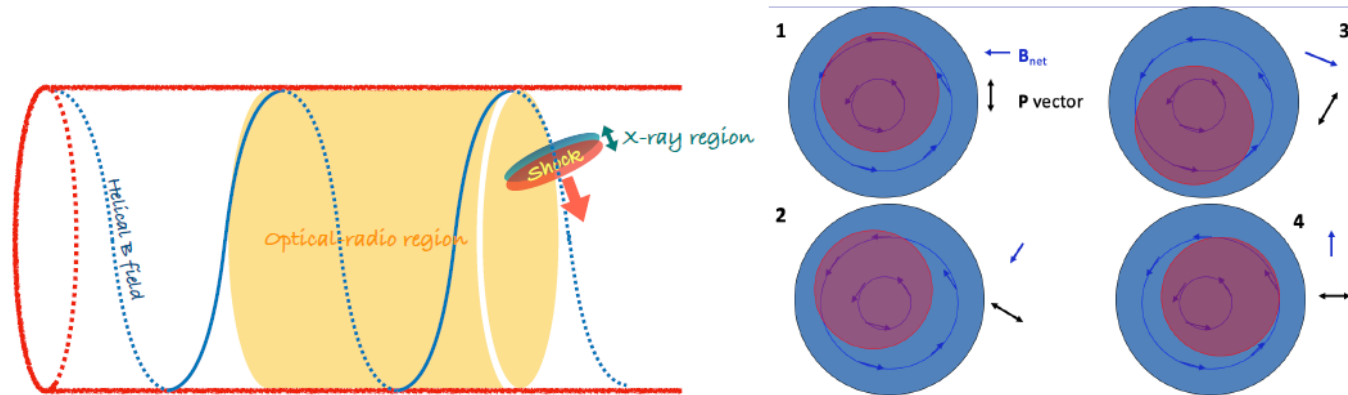 Helical B field
Optical-radio region
Shock
X-ray region
1
B_net
P vector
2
3
4